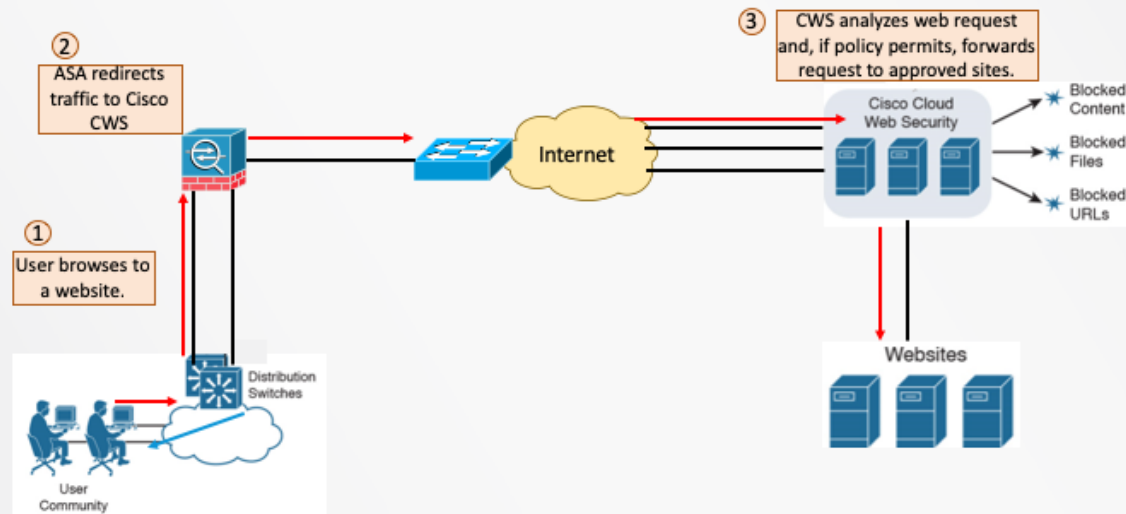 3
CWS analyzes web request
and, if policy permits, forwards
request to approved sites.
2
ASA redirects
traffic to Cisco
CWS
Cisco Cloud
Web Security
Blocked
Content
Blocked
Files
Blocked
URLs
Internet
1
User browses to
a website.
Distribution
Switches
Websites
User
Community